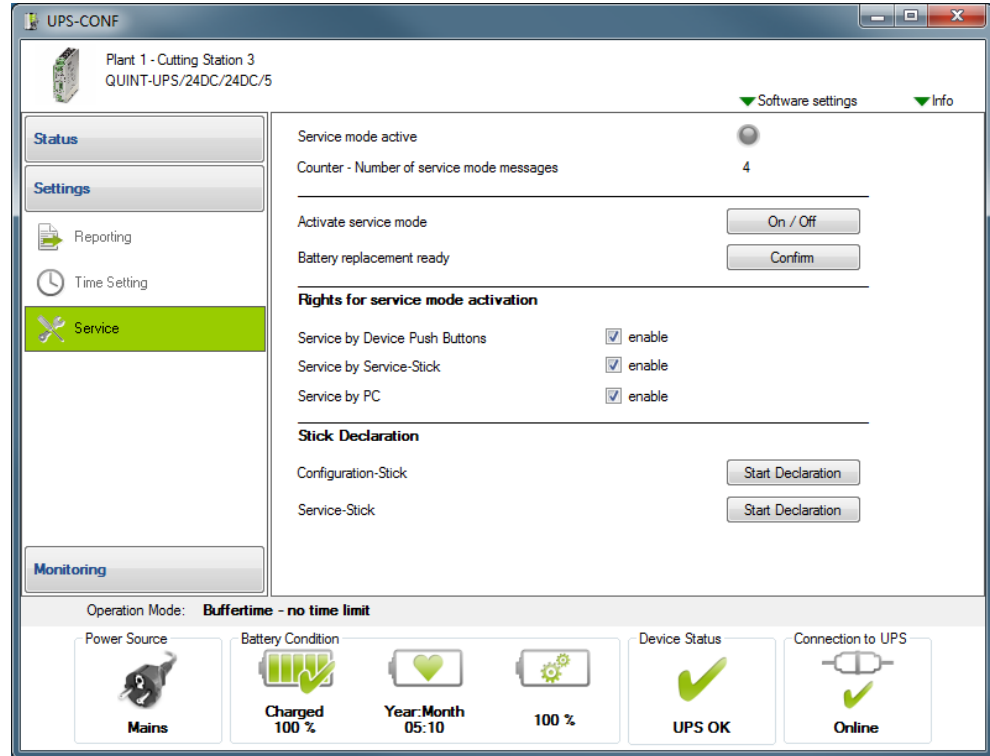 UPS-CONF
Plant 1 - Cutting Station 3
QUINT-UPS/24DC/24DC/5
Software settings Info
Status
Settings
Reporting
Time Setting
Service
Monitoring
Service mode active
Counter - Number of service mode messages 4
Activate service mode On / Off
Battery replacement ready Confirm
Rights for service mode activation
Service by Device Push Buttons enable
Service by Service-Stick enable
Service by PC enable
Stick Declaration
Configuration-Stick Start Declaration
Service-Stick Start Declaration
Operation Mode: Buffertime - no time limit
Power Source
Mains
Battery Condition
Charged
100 %
Year:Month
05:10
100 %
Device Status
UPS OK
Connection to UPS
Online